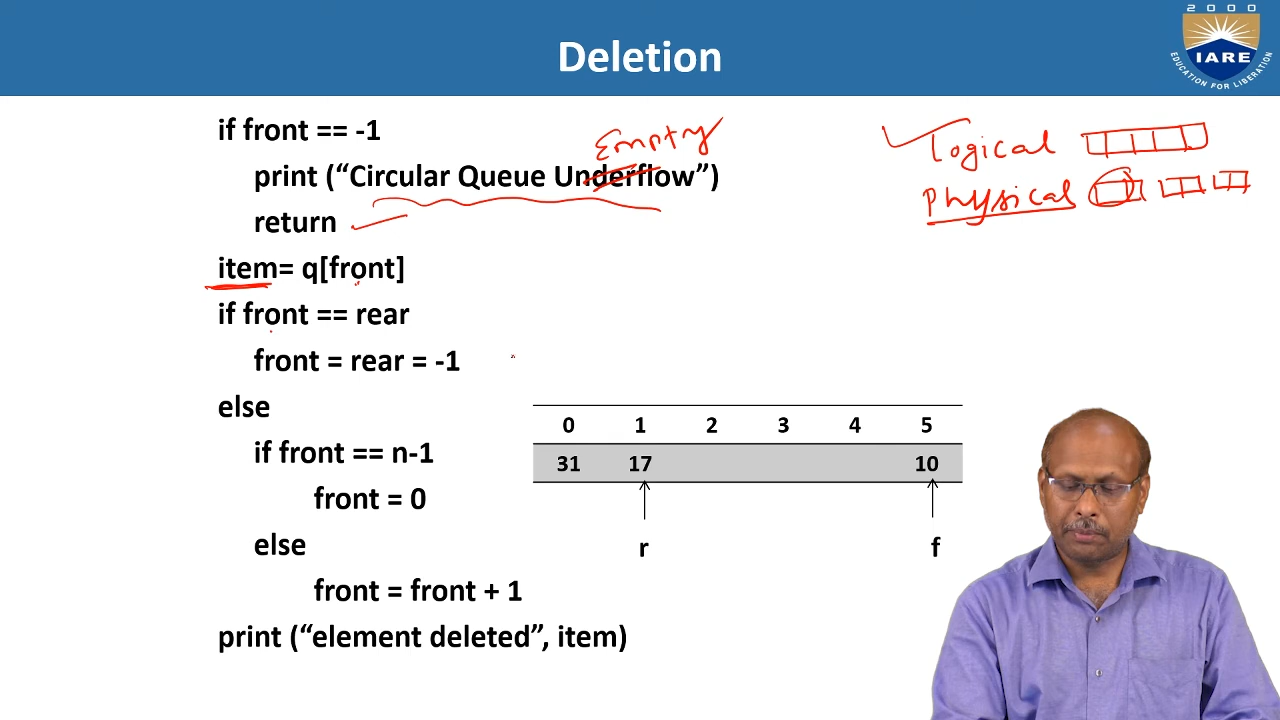 2000
IARE
EDUCATION FOR LIBERATION
Deletion
if front == -1
Empty
print (“Circular Queue Underflow”)
return
item= q[front]
if front == rear
front = rear = -1
else
if front == n-1
front = 0
else
front = front + 1
print (“element deleted”, item)
Logical
Physical
0 1 2 3 4 5
31 17 10
r f